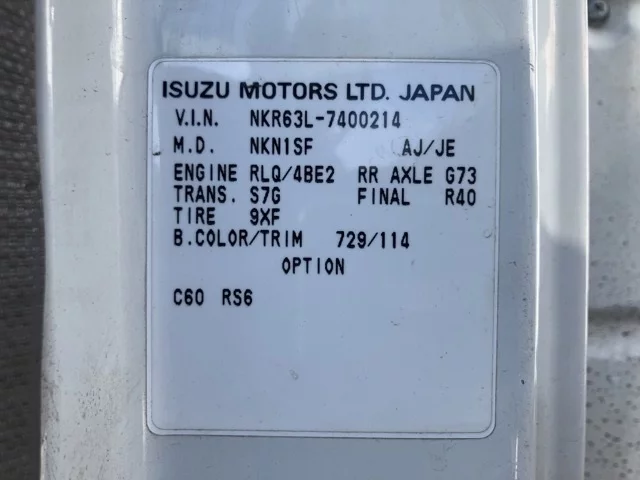 ISUZU MOTORS LTD. JAPAN
V.I.N. NKR63L-7400214
M.D. NKN1SF AJ/JE
ENGINE RLQ/4BE2 RR AXLE G73
TRANS. S7G FINAL R40
TIRE 9XF
B.COLOR/TRIM 729/114
OPTION
C60 RS6